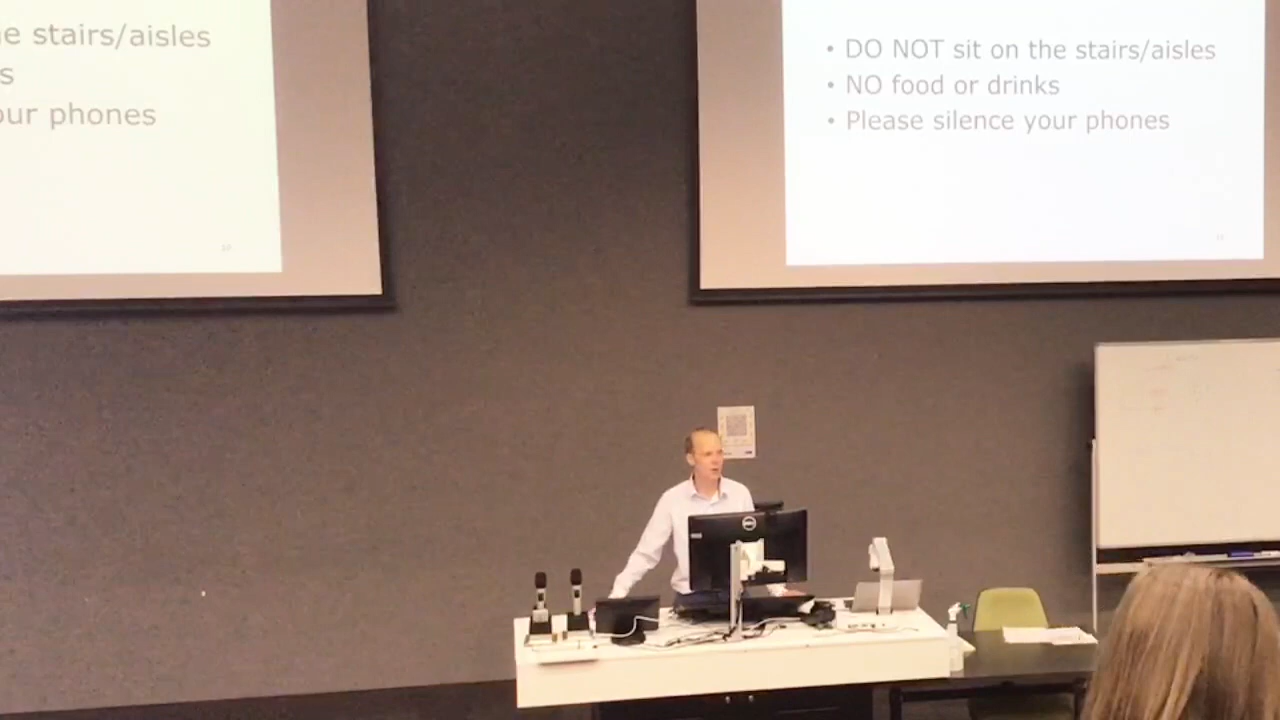 e stairs/aisles
s
our phones
• DO NOT sit on the stairs/aisles
• NO food or drinks
• Please silence your phones
DELL